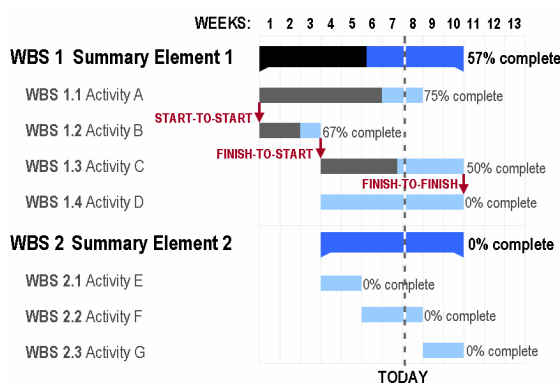 WEEKS: 1 2 3 4 5 6 7 8 9 10 11 12 13
WBS 1 Summary Element 1 57% complete
WBS 1.1 Activity A 75% complete
START-TO-START
WBS 1.2 Activity B 67% complete
FINISH-TO-START
WBS 1.3 Activity C 50% complete
FINISH-TO-FINISH
WBS 1.4 Activity D 0% complete
WBS 2 Summary Element 2 0% complete
WBS 2.1 Activity E 0% complete
WBS 2.2 Activity F 0% complete
WBS 2.3 Activity G 0% complete
TODAY